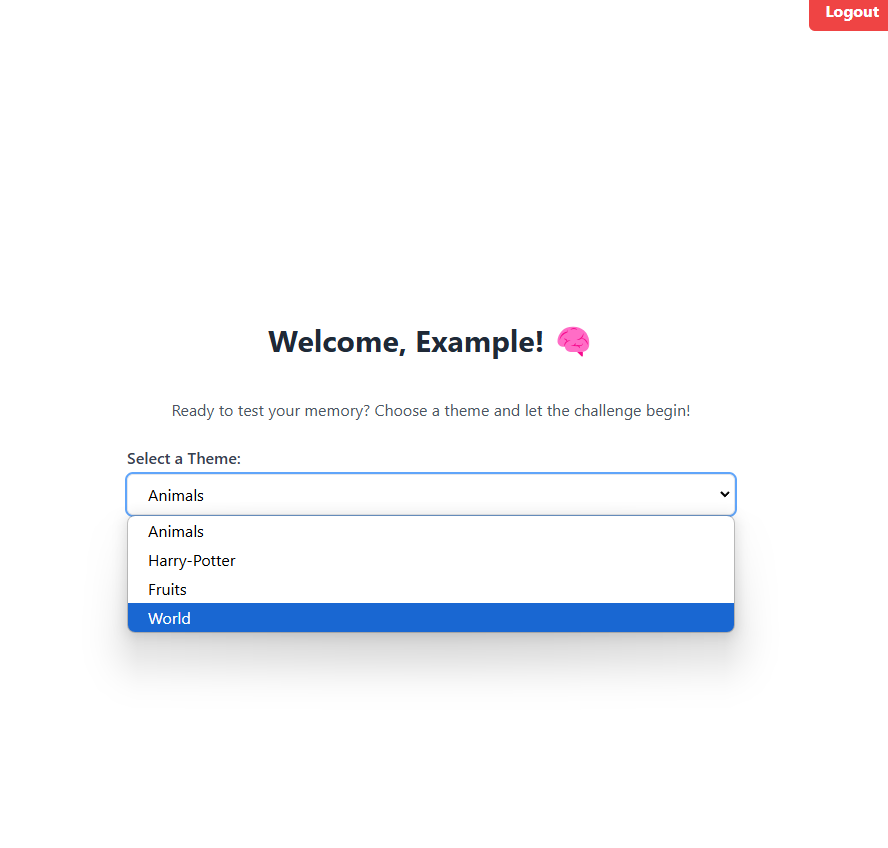 Logout
Welcome, Example! 🧠
Ready to test your memory? Choose a theme and let the challenge begin!
Select a Theme:
Animals
Animals
Harry-Potter
Fruits
World